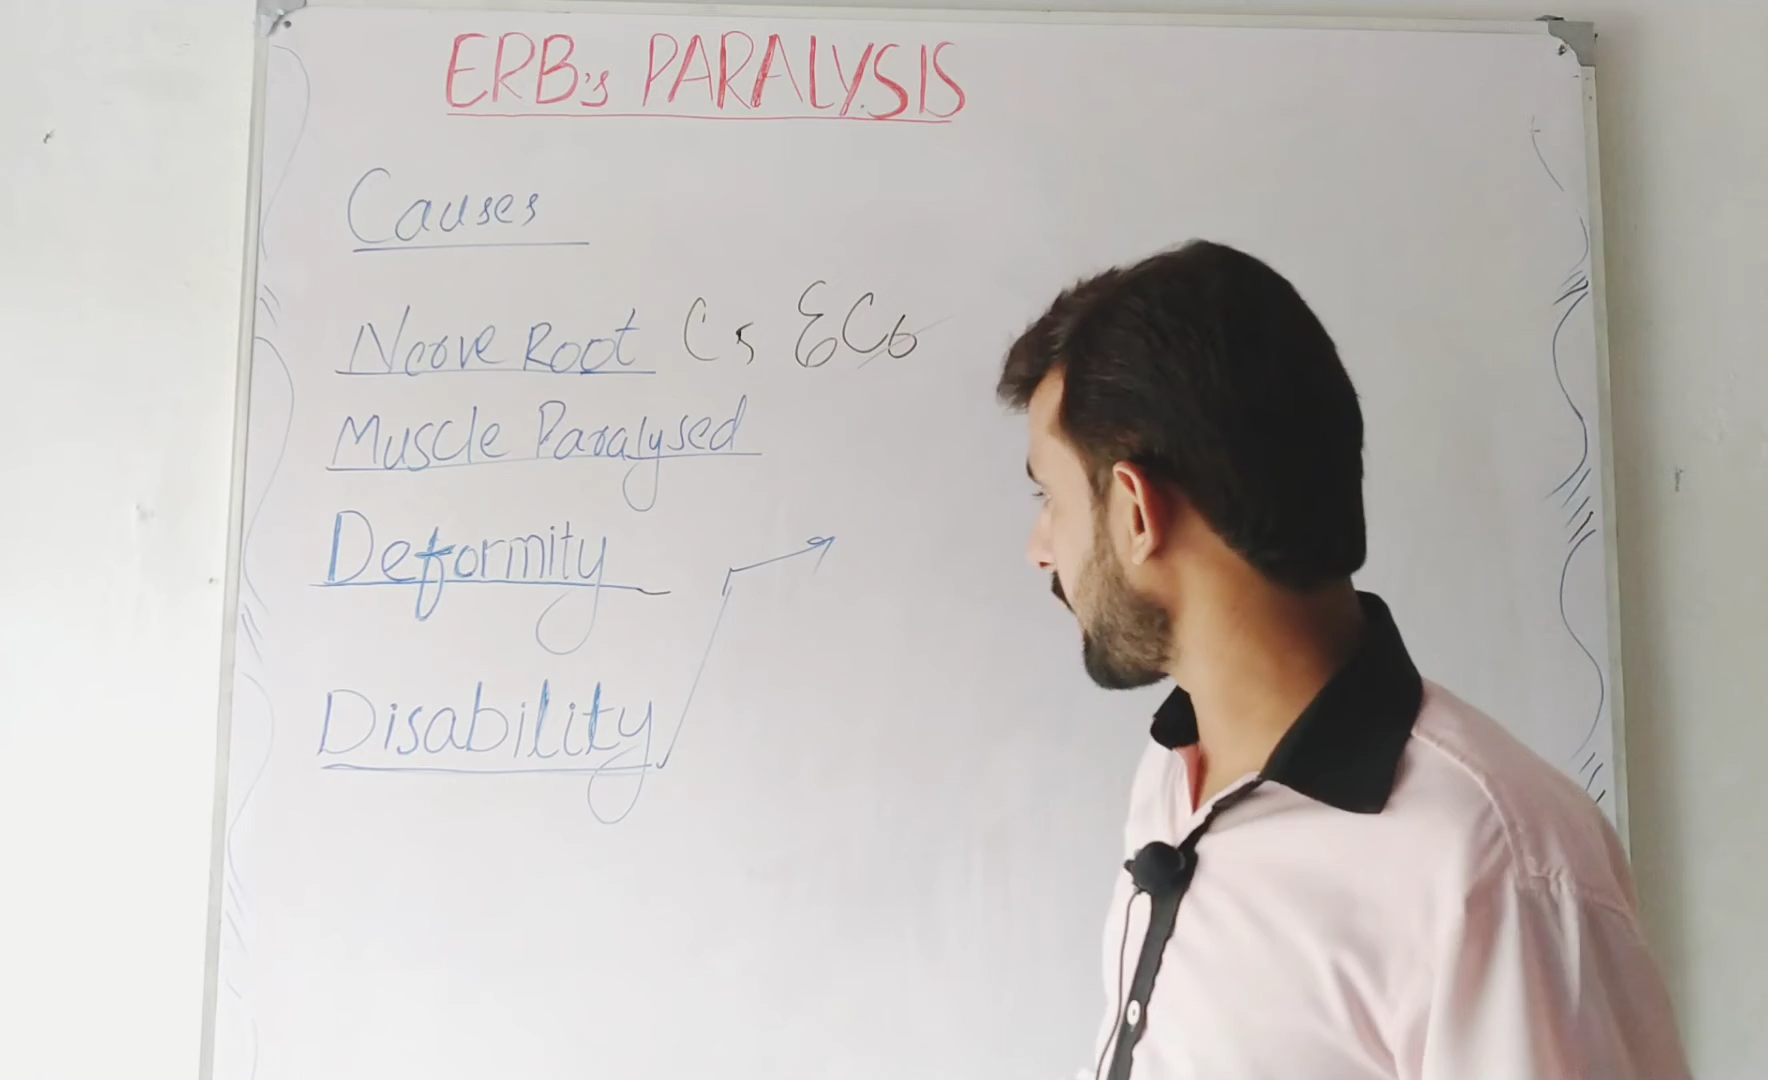 ERB's PARALYSIS
Causes
Nerve Root C5 & C6
Muscle Paralysed
Deformity
Disability